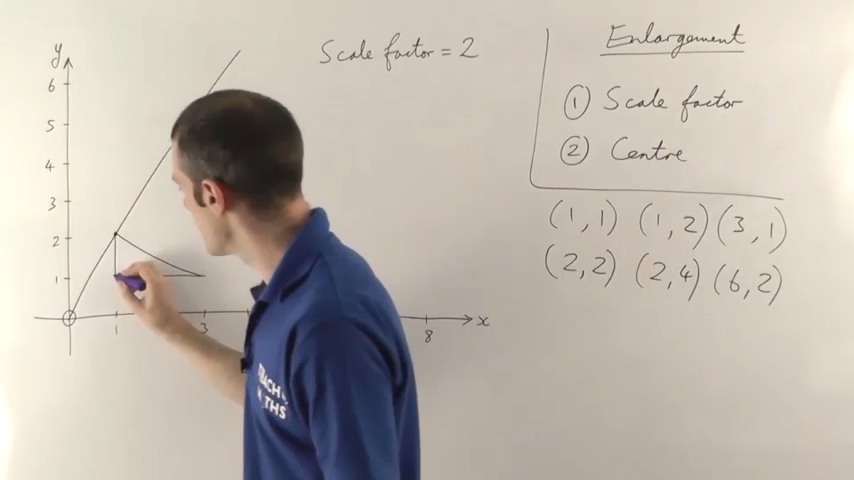 Scale factor = 2
Enlargement
① Scale factor
② Centre
(1,1) (1,2) (3,1)
(2,2) (2,4) (6,2)
y
6
5
4
3
2
1
1 3 8 x